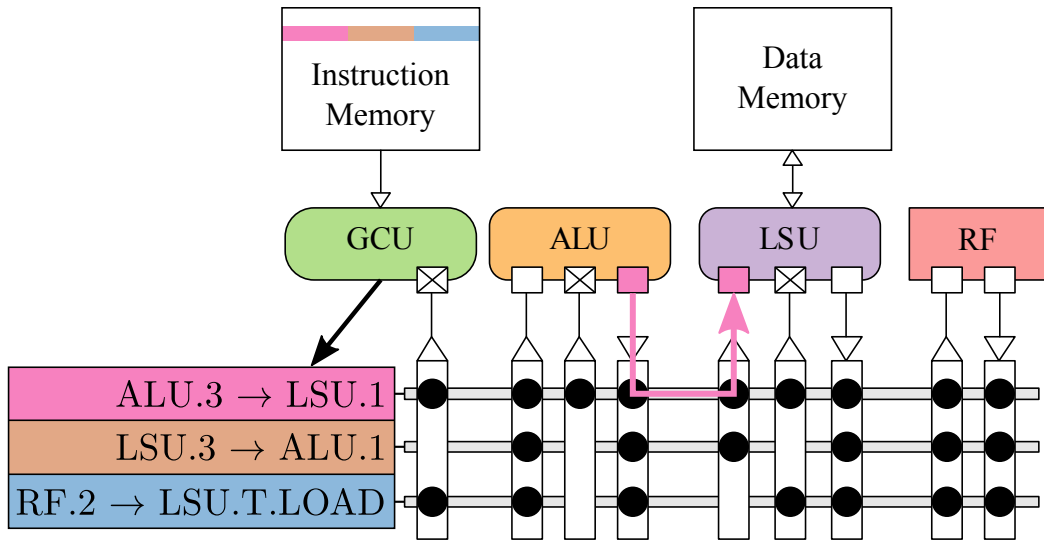 Instruction
Memory
Data
Memory
GCU
ALU
LSU
RF
ALU.3 → LSU.1
LSU.3 → ALU.1
RF.2 → LSU.T.LOAD